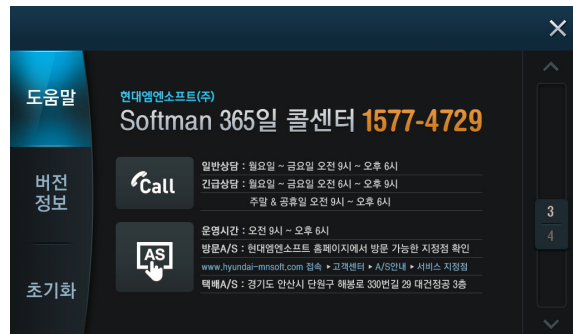 도움말
버전
정보
초기화
현대엠엔소프트(주)
Softman 365일 콜센터 1577-4729
Call
일반상담 : 월요일 ~ 금요일 오전 9시 ~ 오후 6시
긴급상담 : 월요일 ~ 금요일 오전 6시 ~ 오후 9시
주말 & 공휴일 오전 9시 ~ 오후 6시
AS
운영시간 : 오전 9시 ~ 오후 6시
방문A/S : 현대엠엔소프트 홈페이지에서 방문 가능한 지정점 확인
www.hyundai-mnsoft.com 접속 ▸ 고객센터 ▸ A/S안내 ▸ 서비스 지정점
택배A/S : 경기도 안산시 단원구 해봉로 330번길 29 대건정공 3층
3
4